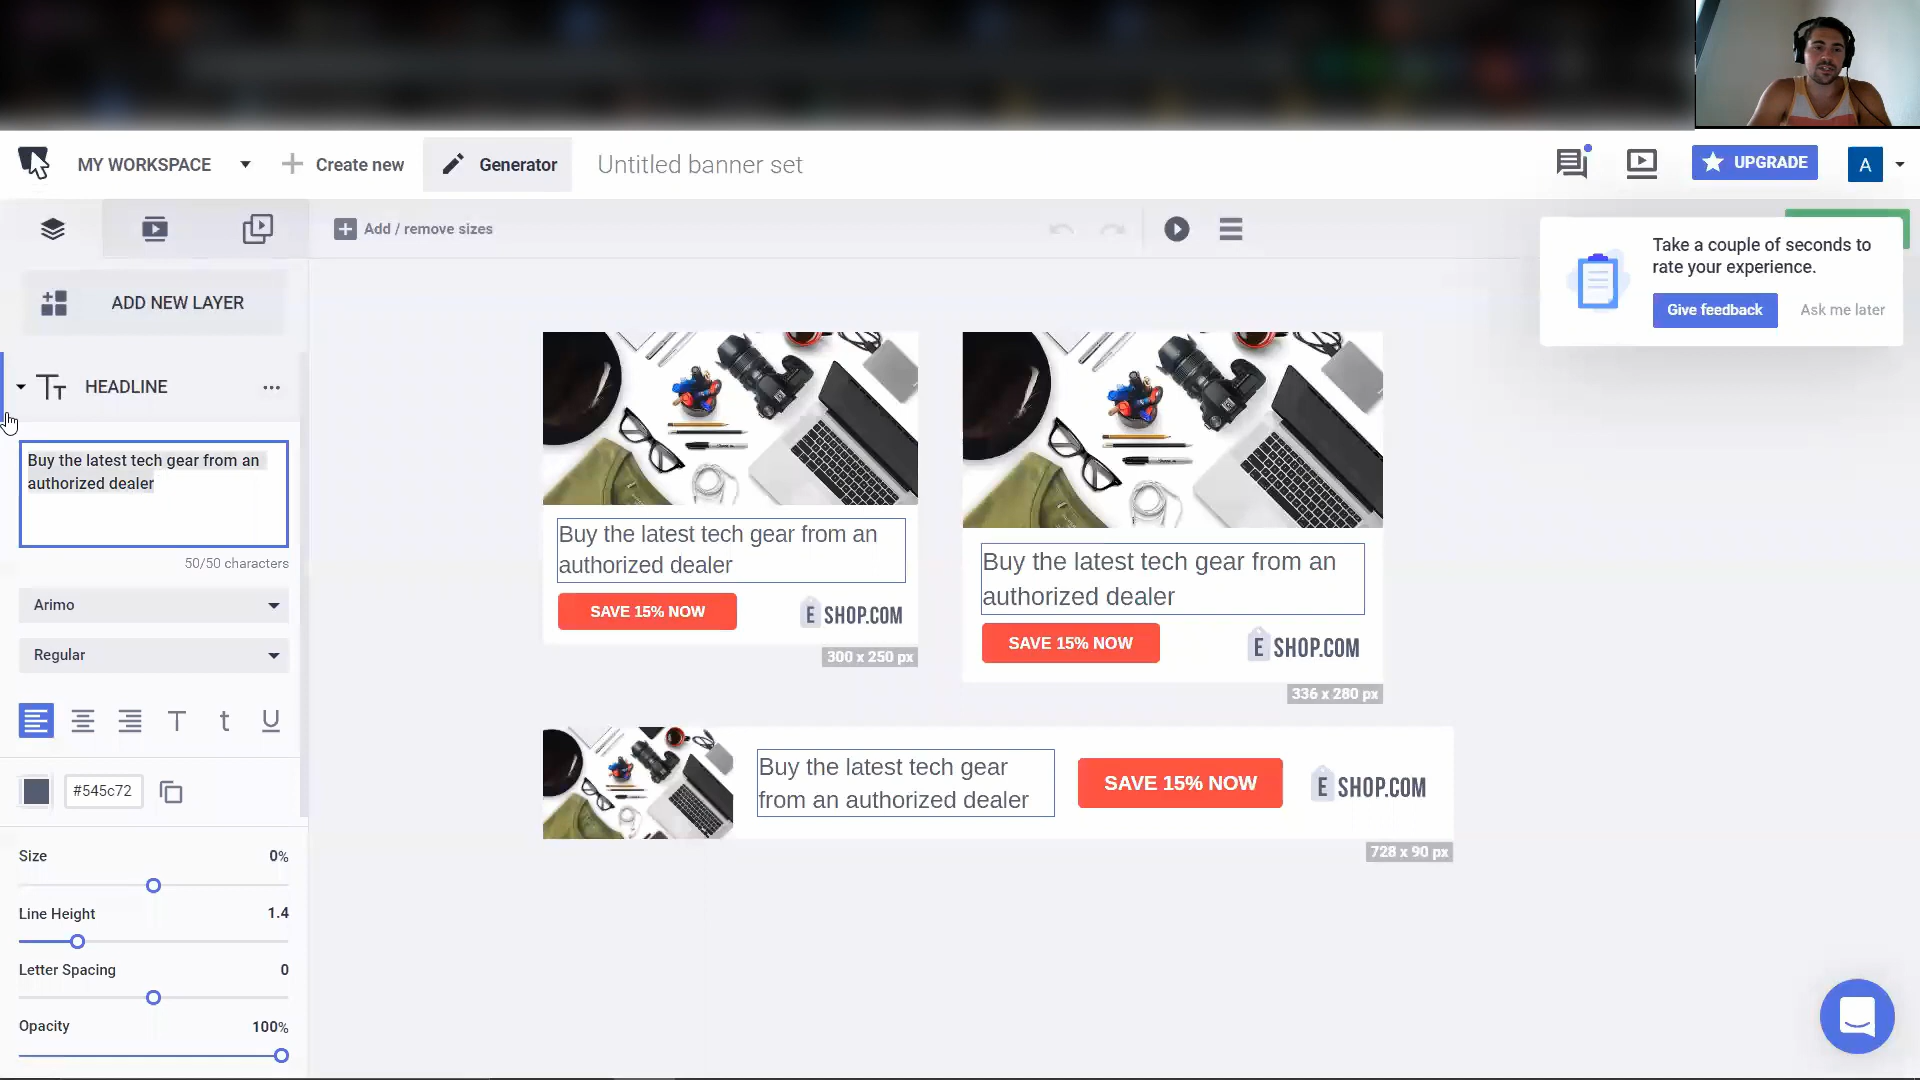 MY WORKSPACE
Create new
Generator
Untitled banner set
UPGRADE
A
Add / remove sizes
Take a couple of seconds to
rate your experience.
Give feedback
Ask me later
ADD NEW LAYER
HEADLINE
Buy the latest tech gear from an
authorized dealer
50/50 characters
Arimo
Regular
T
t
U
#545c72
Size
0%
Line Height
1.4
Letter Spacing
0
Opacity
100%
Buy the latest tech gear from an
authorized dealer
SAVE 15% NOW
E SHOP.COM
300 x 250 px
Buy the latest tech gear from an
authorized dealer
SAVE 15% NOW
E SHOP.COM
336 x 280 px
Buy the latest tech gear
from an authorized dealer
SAVE 15% NOW
E SHOP.COM
728 x 90 px